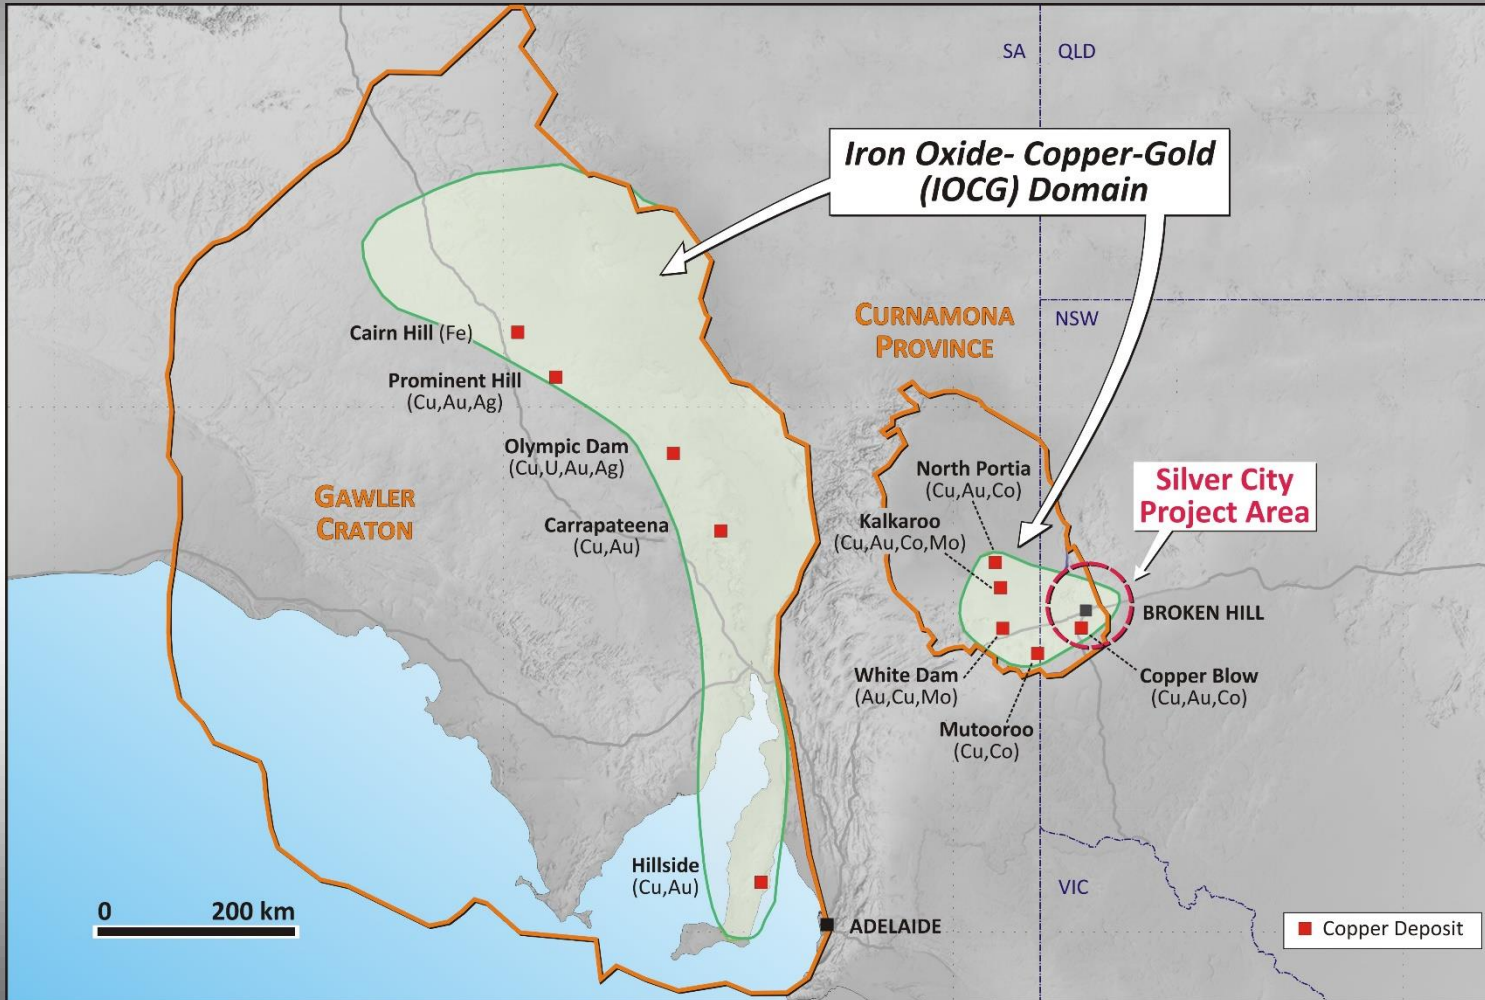 SA
QLD
Iron Oxide- Copper-Gold
(IOCG) Domain
CURNAMONA
PROVINCE
NSW
Cairn Hill (Fe)
Prominent Hill
(Cu,Au,Ag)
Olympic Dam
(Cu,U,Au,Ag)
GAWLER
CRATON
Carrapateena
(Cu,Au)
North Portia
(Cu,Au,Co)
Kalkaroo
(Cu,Au,Co,Mo)
Silver City
Project Area
BROKEN HILL
White Dam
(Au,Cu,Mo)
Copper Blow
(Cu,Au,Co)
Mutooroo
(Cu,Co)
Hillside
(Cu,Au)
VIC
0 200 km
ADELAIDE
Copper Deposit